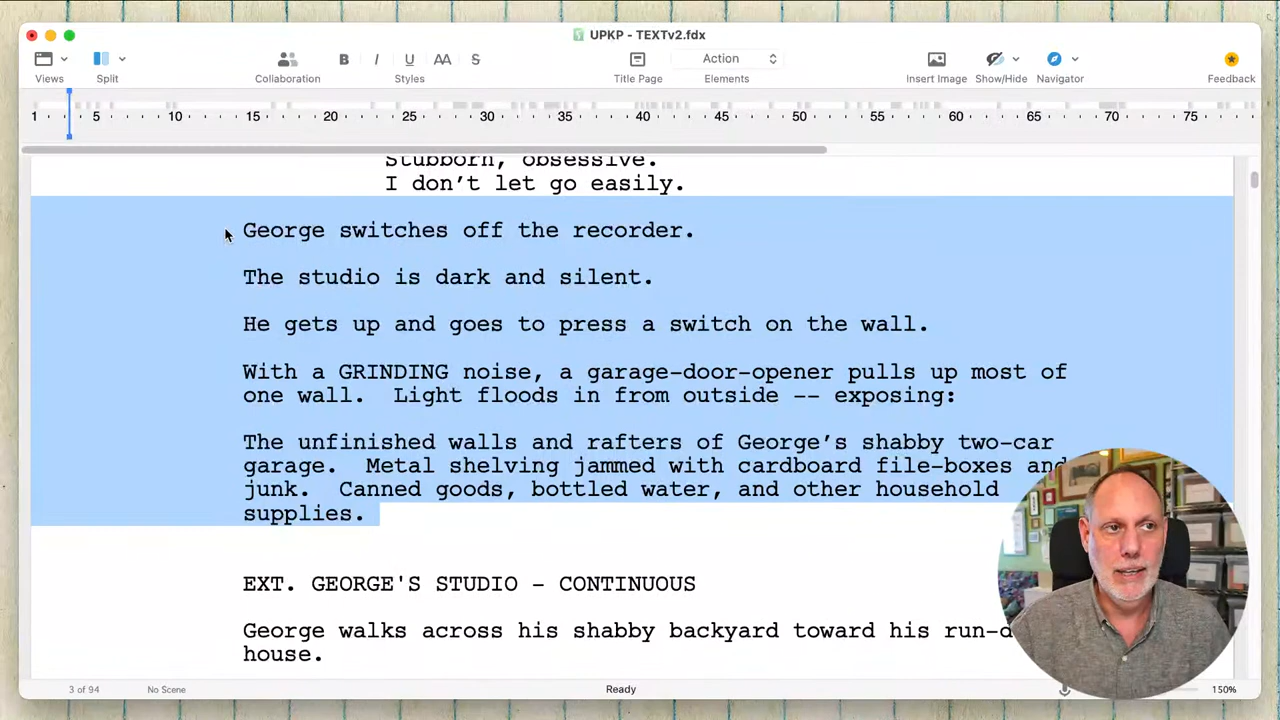 UPKP - TEXTv2.fdx
B I U AA S Action
Views Split Collaboration Styles Title Page Elements Insert Image Show/Hide Navigator Feedback
1 5 10 15 20 25 30 35 40 45 50 55 60 65 70 75
Stubborn, obsessive.
I don’t let go easily.
George switches off the recorder.
The studio is dark and silent.
He gets up and goes to press a switch on the wall.
With a GRINDING noise, a garage-door-opener pulls up most of
one wall.  Light floods in from outside -- exposing:
The unfinished walls and rafters of George’s shabby two-car
garage.  Metal shelving jammed with cardboard file-boxes and
junk.  Canned goods, bottled water, and other household
supplies.
EXT. GEORGE'S STUDIO - CONTINUOUS
George walks across his shabby backyard toward his
house.
3 of 94 No Scene Ready 150%